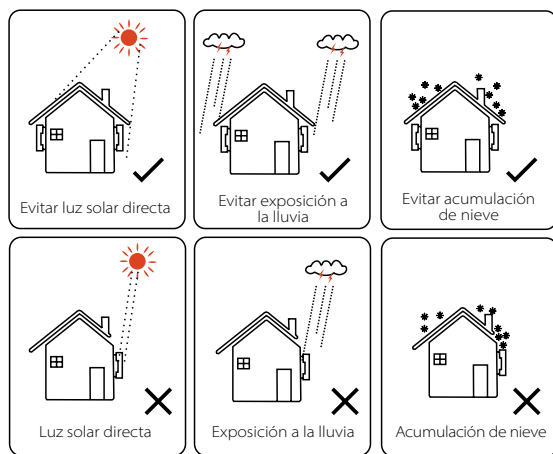 Evitar luz solar directa
Evitar exposición a
la lluvia
Evitar acumulación
de nieve
Luz solar directa
Exposición a la lluvia
Acumulación de nieve